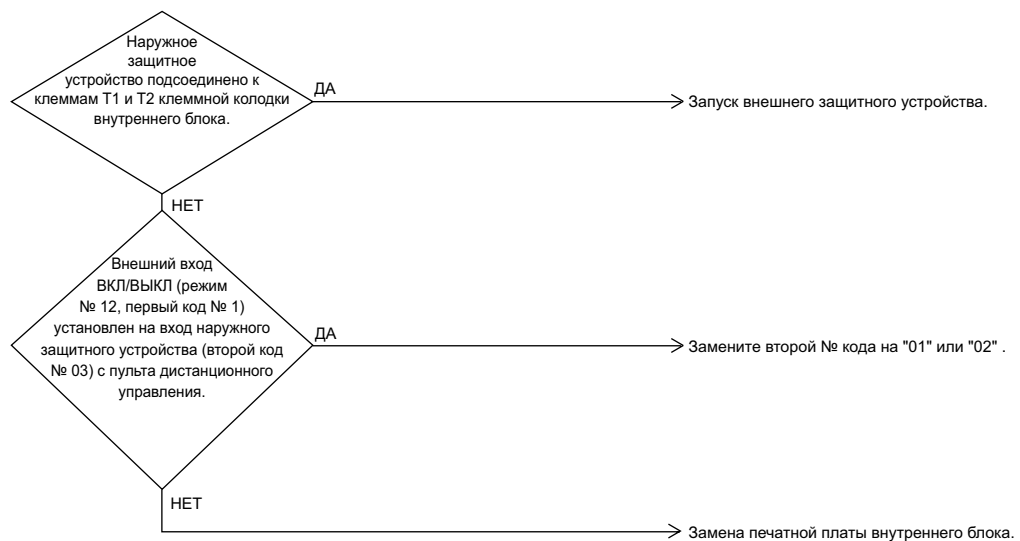 Наружное
защитное
устройство подсоединено к
клеммам T1 и T2 клеммной колодки
внутреннего блока.
ДА
Запуск внешнего защитного устройства.
НЕТ
Внешний вход
ВКЛ/ВЫКЛ (режим
№ 12, первый код № 1)
установлен на вход наружного
защитного устройства (второй код
№ 03) с пульта дистанционного
управления.
ДА
Замените второй № кода на "01" или "02" .
НЕТ
Замена печатной платы внутреннего блока.